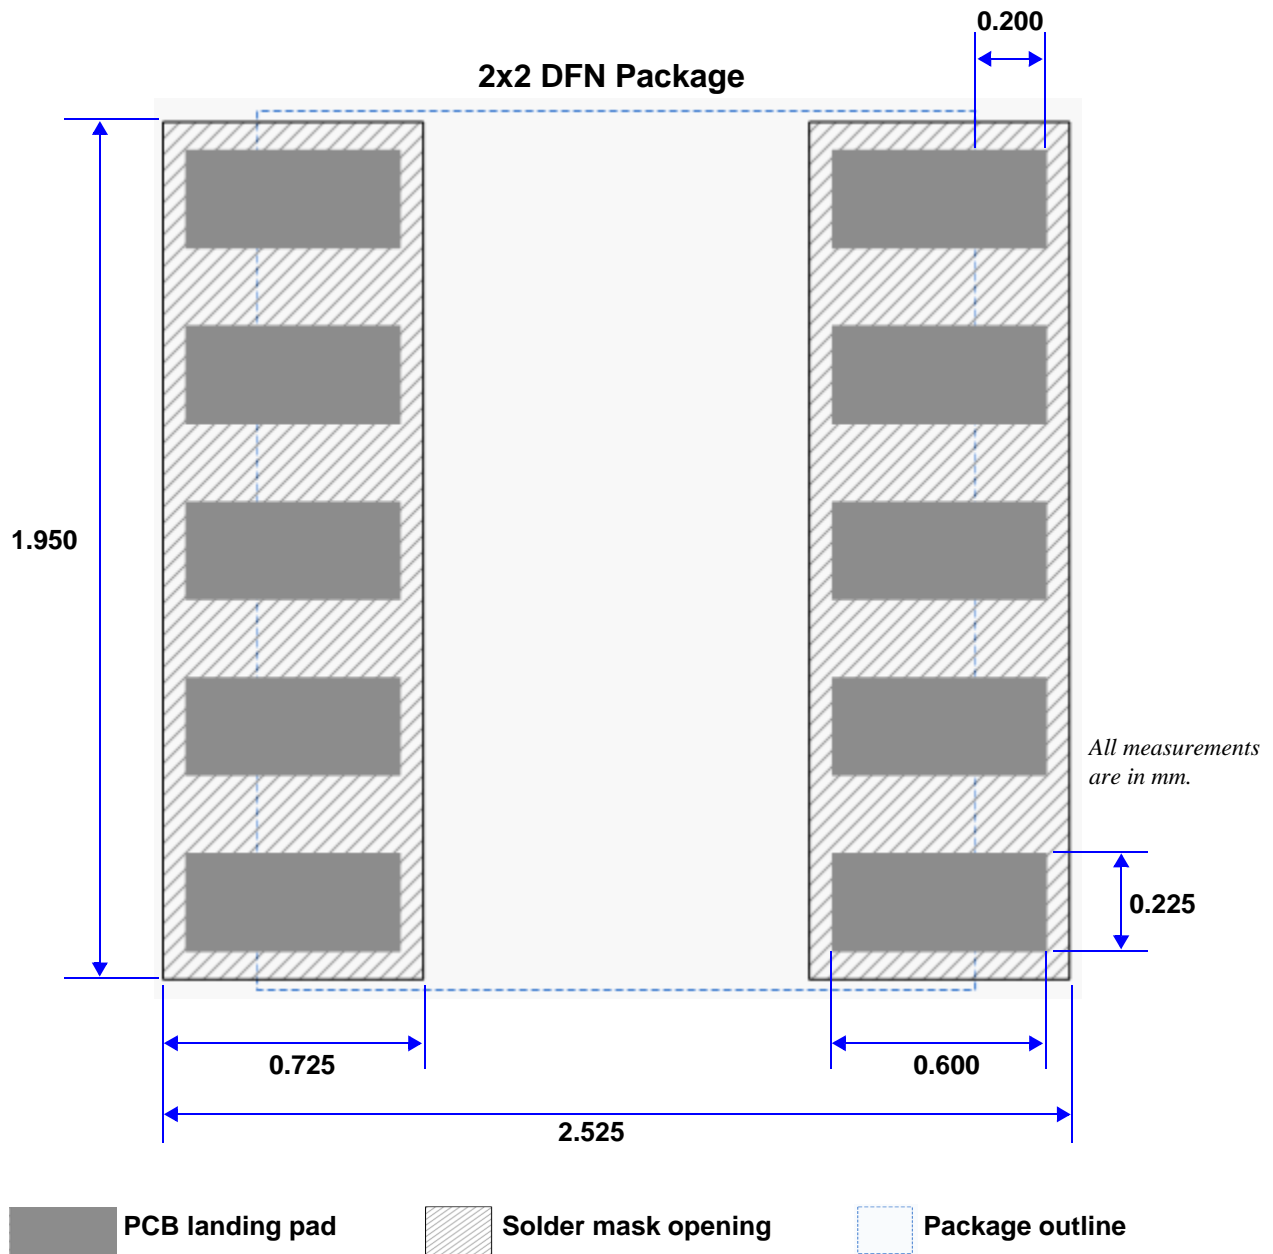 0.200
2x2 DFN Package
1.950
All measurements
are in mm.
0.225
0.725
0.600
2.525
PCB landing pad
Solder mask opening
Package outline